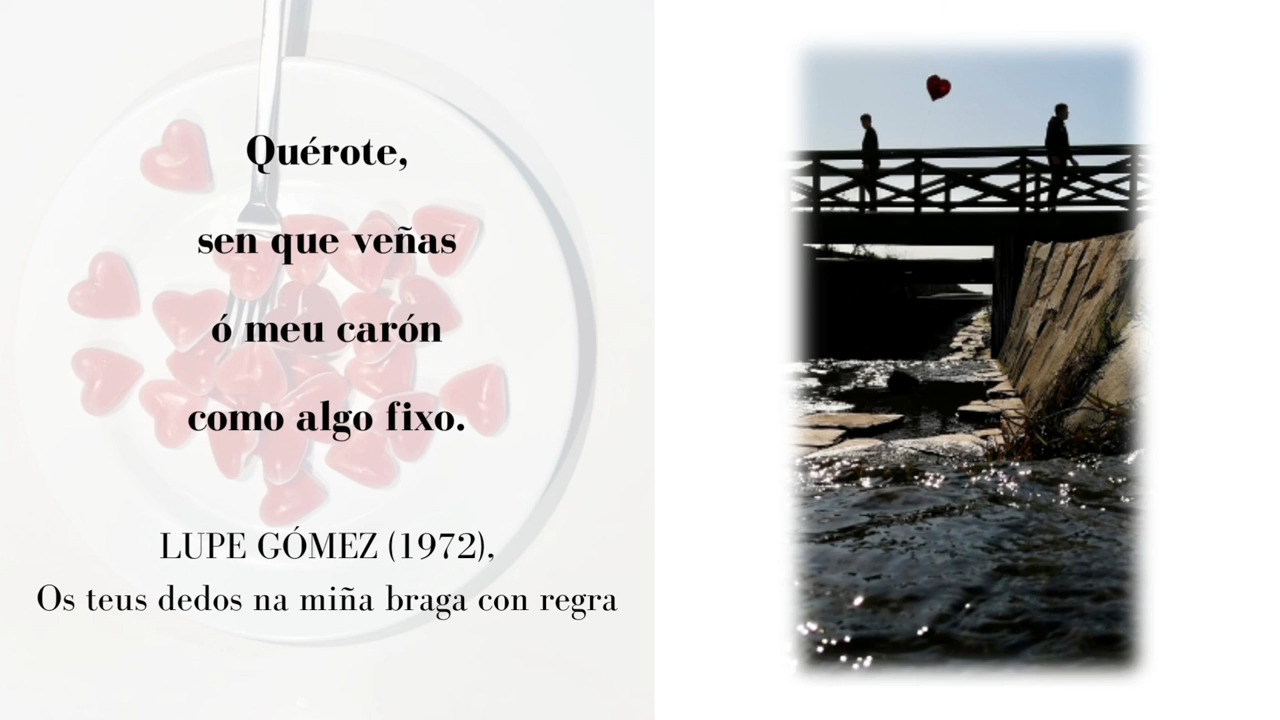 Quérote,
sen que veñas
ó meu carón
como algo fixo.
LUPE GÓMEZ (1972),
Os teus dedos na miña braga con regra